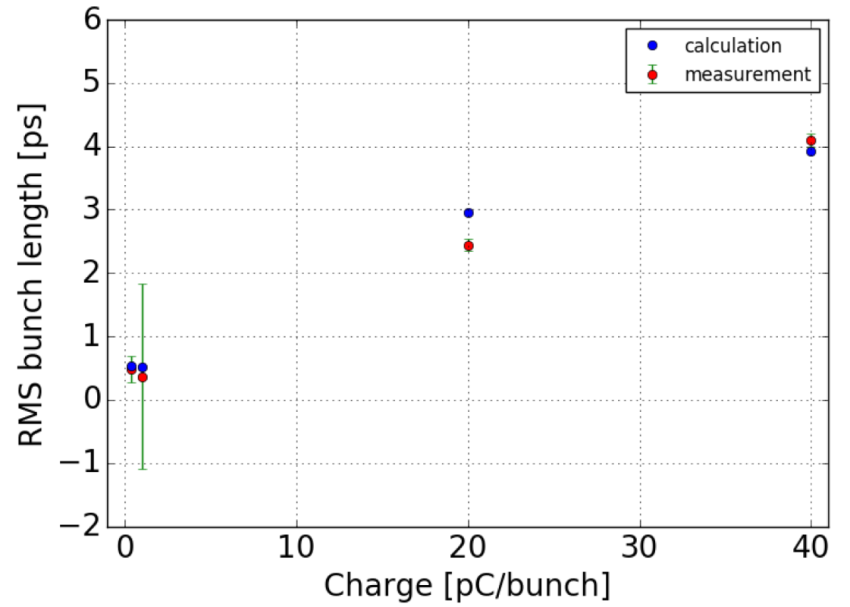 6
5
4
3
2
1
0
−1
−2
RMS bunch length [ps]
calculation
measurement
0 10 20 30 40
Charge [pC/bunch]